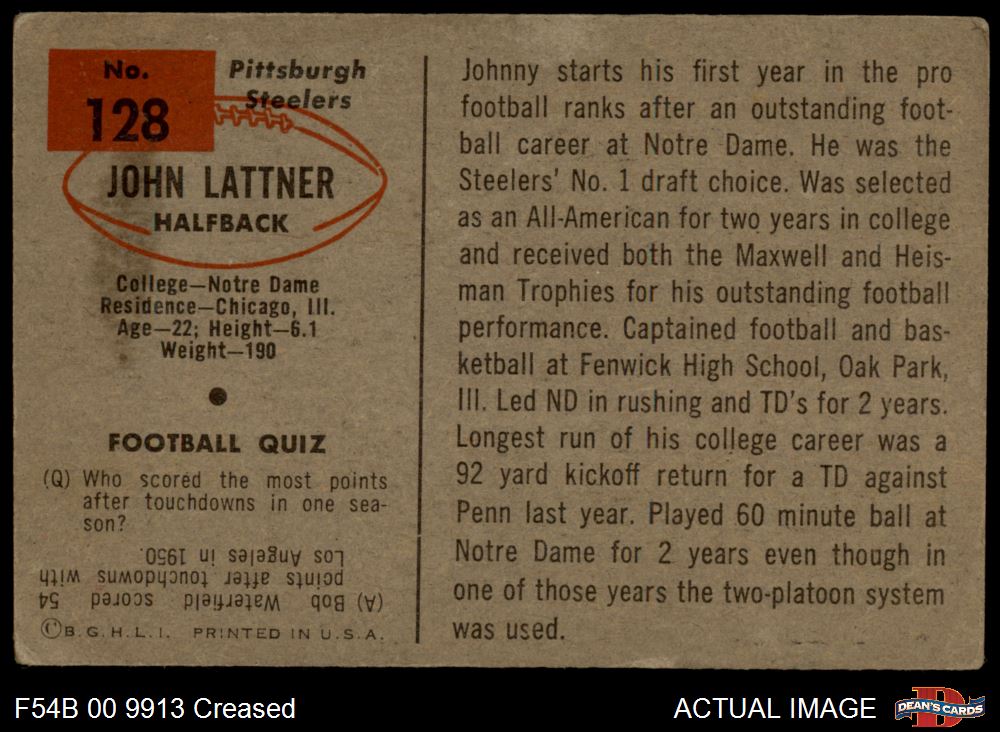 No.
128
Pittsburgh
Steelers
JOHN LATTNER
HALFBACK
College—Notre Dame
Residence—Chicago, Ill.
Age—22; Height—6.1
Weight—190
FOOTBALL QUIZ
(Q) Who scored the most points
after touchdowns in one sea-
son?
(A) Bob Waterfield scored 54
points after touchdowns with
Los Angeles in 1950.
©B.G.H.L.I. PRINTED IN U.S.A.
Johnny starts his first year in the pro
football ranks after an outstanding foot-
ball career at Notre Dame. He was the
Steelers' No. 1 draft choice. Was selected
as an All-American for two years in college
and received both the Maxwell and Heis-
man Trophies for his outstanding football
performance. Captained football and bas-
ketball at Fenwick High School, Oak Park,
Ill. Led ND in rushing and TD's for 2 years.
Longest run of his college career was a
92 yard kickoff return for a TD against
Penn last year. Played 60 minute ball at
Notre Dame for 2 years even though in
one of those years the two-platoon system
was used.
F54B 00 9913 Creased
ACTUAL IMAGE
D
DEAN'S CARDS